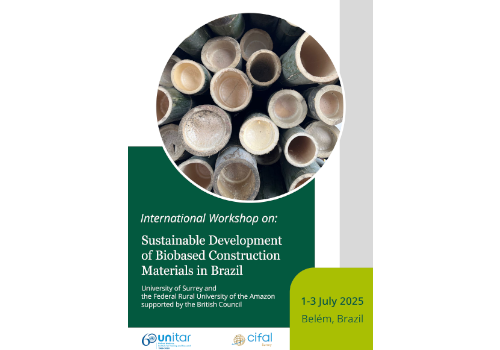 International Workshop on:
Sustainable Development
of Biobased Construction
Materials in Brazil
University of Surrey and
the Federal Rural University of the Amazon
supported by the British Council
1-3 July 2025
Belém, Brazil
unitar
cifal